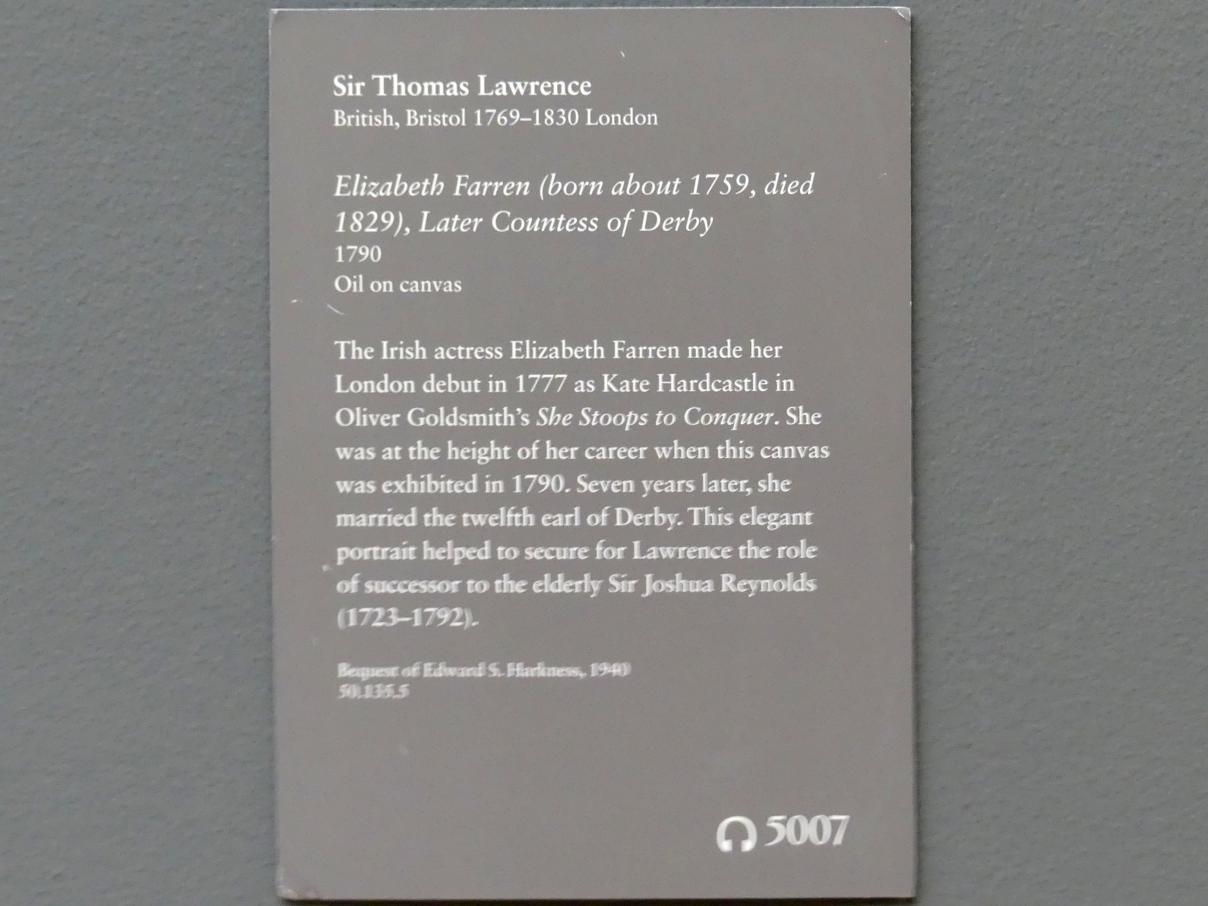 Sir Thomas Lawrence
British, Bristol 1769–1830 London
Elizabeth Farren (born about 1759, died
1829), Later Countess of Derby
1790
Oil on canvas
The Irish actress Elizabeth Farren made her
London debut in 1777 as Kate Hardcastle in
Oliver Goldsmith’s She Stoops to Conquer. She
was at the height of her career when this canvas
was exhibited in 1790. Seven years later, she
married the twelfth earl of Derby. This elegant
portrait helped to secure for Lawrence the role
of successor to the elderly Sir Joshua Reynolds
(1723–1792).
Bequest of Edward S. Harkness, 1940
50.135.5
5007